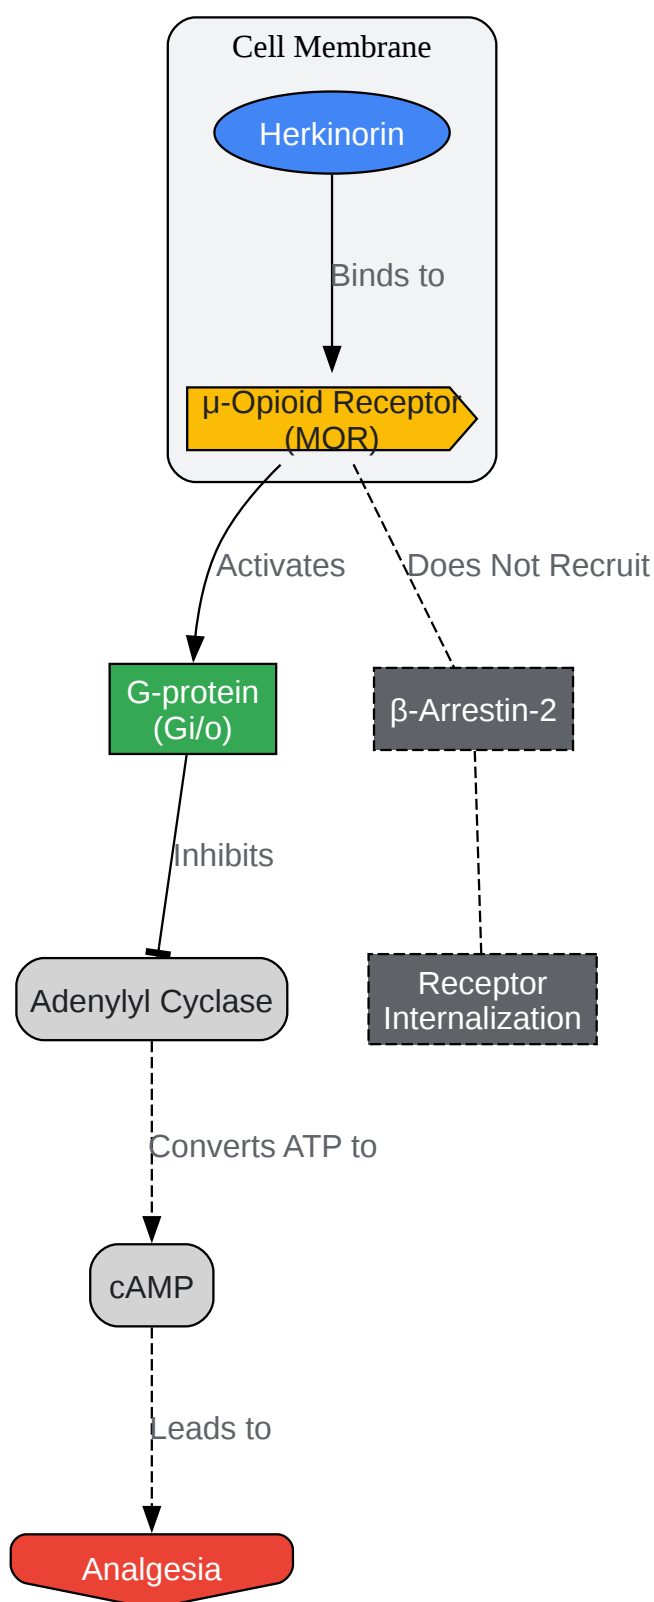 Cell Membrane
Herkinorin
Binds to
μ-Opioid Receptor
(MOR)
Activates
Does Not Recruit
G-protein
(Gi/o)
β-Arrestin-2
Inhibits
Receptor
Internalization
Adenylyl Cyclase
Converts ATP to
cAMP
Leads to
Analgesia